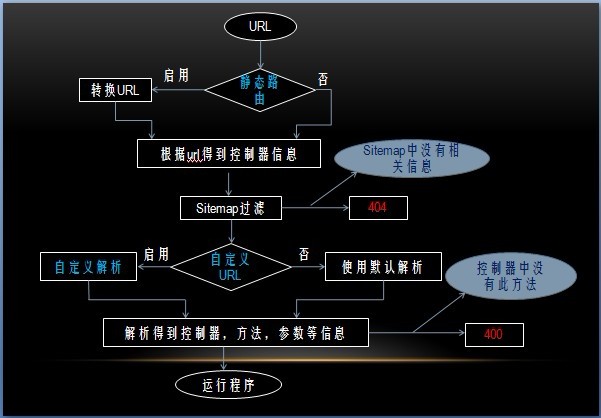 URL
启用
静态路
由
否
转换URL
根据url得到控制器信息
Sitemap中没有相
关信息
Sitemap过滤
404
启用
自定义
URL
否
自定义解析
使用默认解析
控制器中没
有此方法
解析得到控制器，方法，参数等信息
400
运行程序